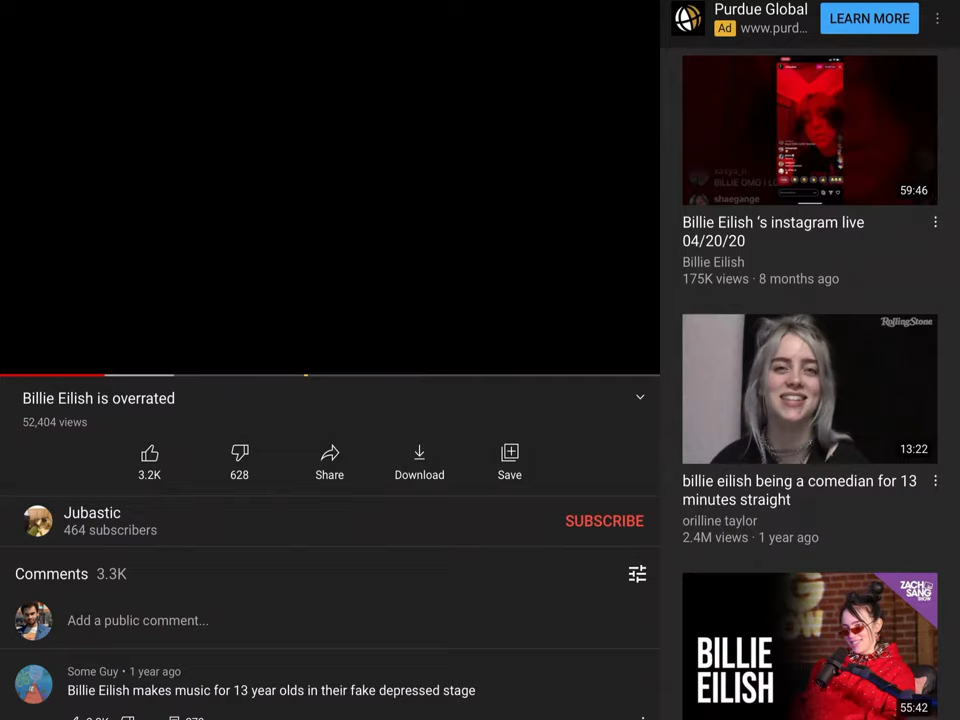 Purdue Global
Ad www.purd...
LEARN MORE
BILLIE OMG I L
shaegange
59:46
Billie Eilish ‘s instagram live
04/20/20
Billie Eilish
175K views · 8 months ago
RollingStone
13:22
billie eilish being a comedian for 13
minutes straight
orilline taylor
2.4M views · 1 year ago
ZACH
SANG
SHOW
BILLIE
EILISH
55:42
Billie Eilish is overrated
52,404 views
3.2K
628
Share
Download
Save
Jubastic
464 subscribers
SUBSCRIBE
Comments 3.3K
Add a public comment...
Some Guy • 1 year ago
Billie Eilish makes music for 13 year olds in their fake depressed stage